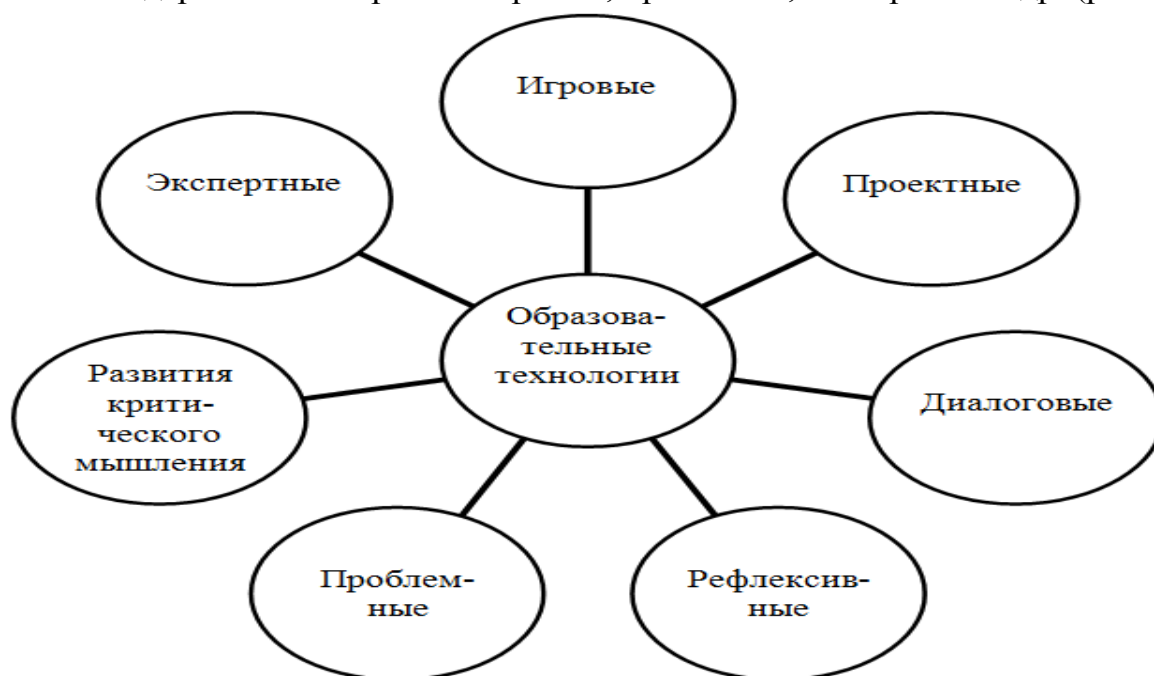 Игровые
Экспертные
Проектные
Образова-
тельные
технологии
Развития
крити-
ческого
мышления
Диалоговые
Проблем-
ные
Рефлексив-
ные